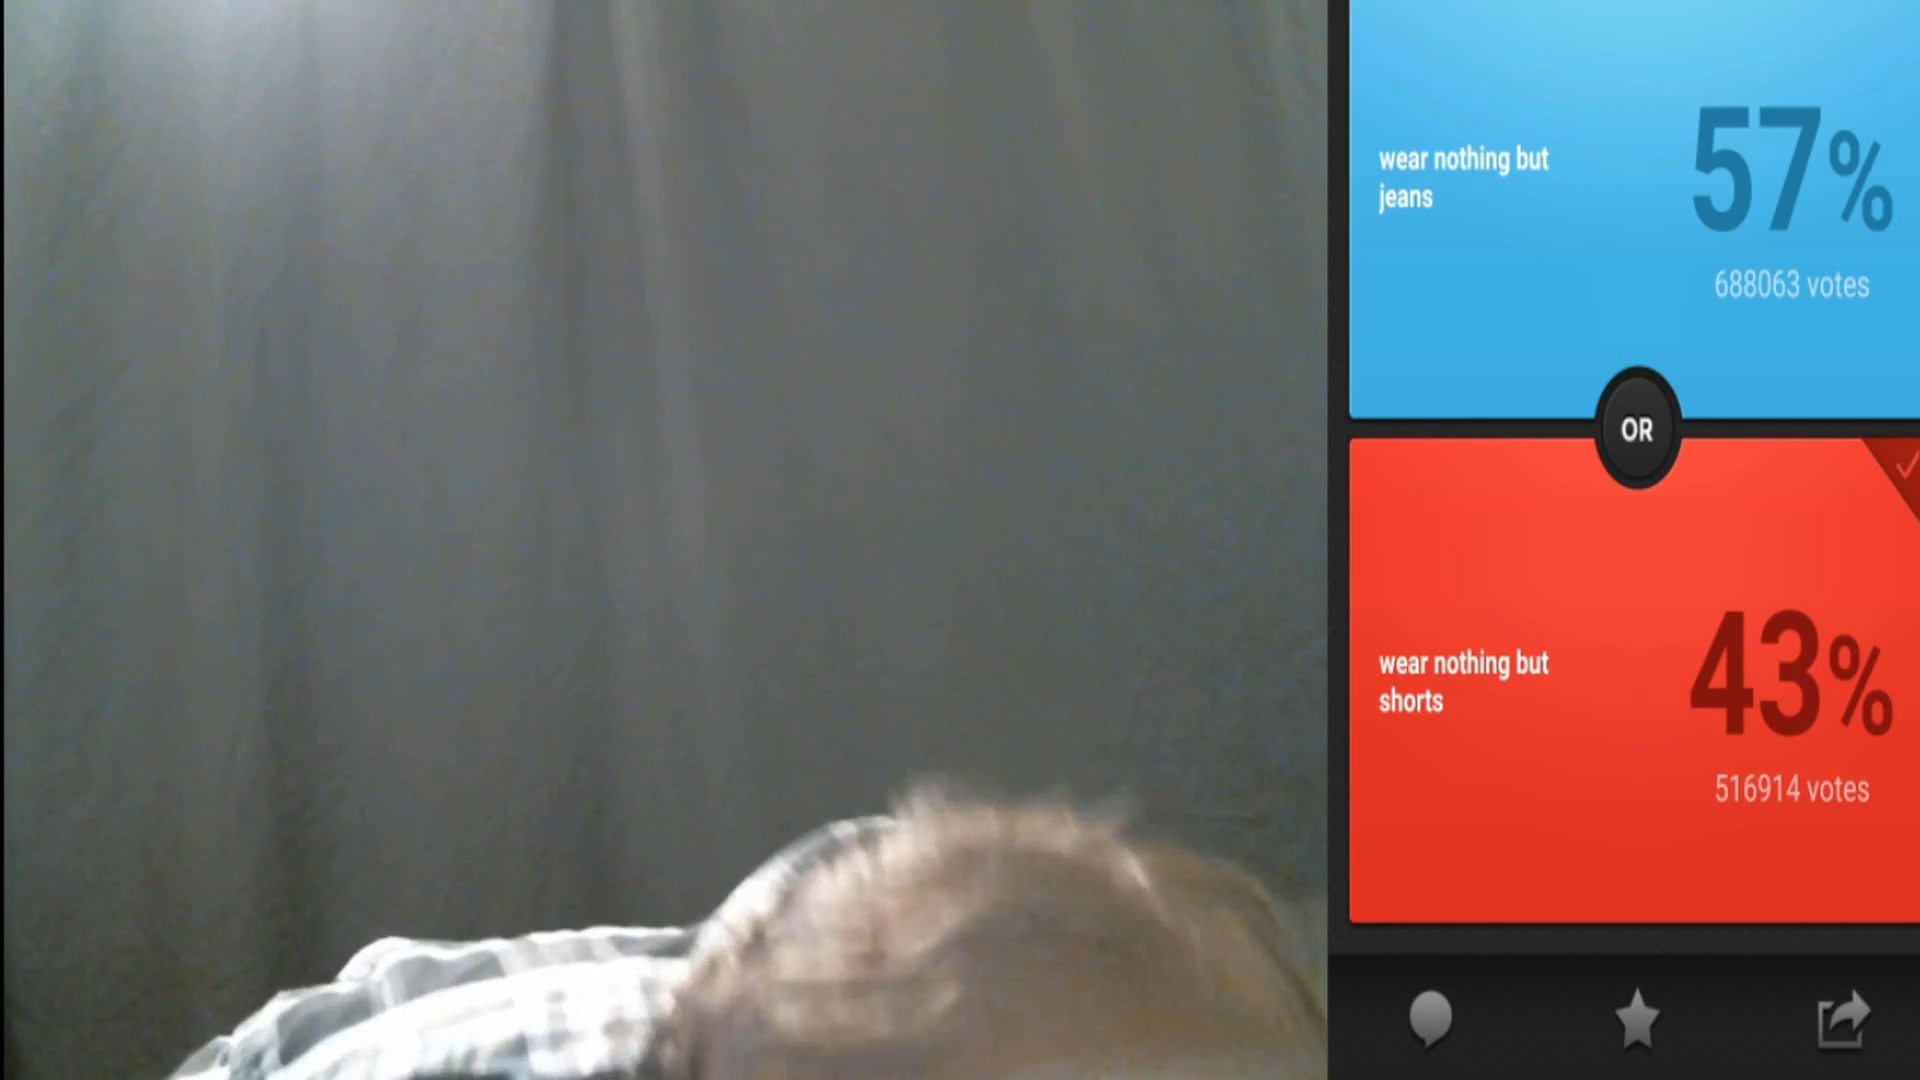 wear nothing but
jeans
57%
688063 votes
OR
wear nothing but
shorts
43%
516914 votes